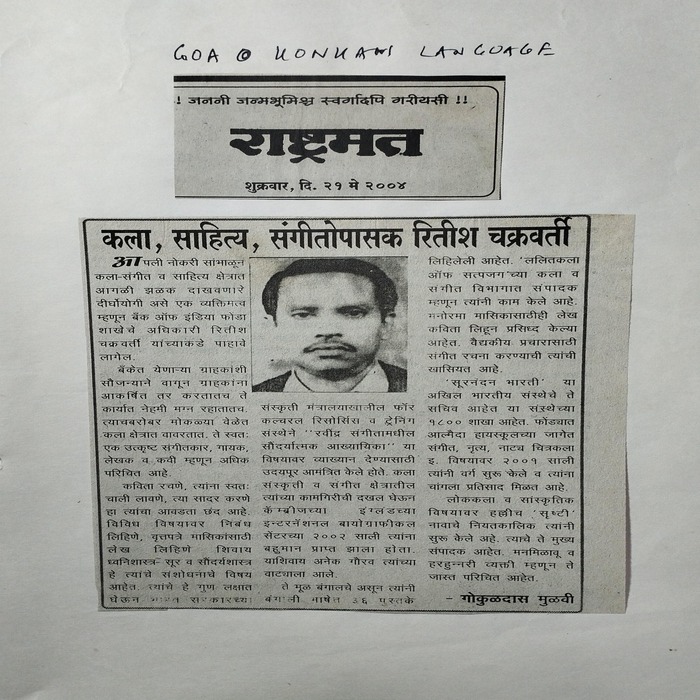 GOA @ KONKANI LANGUAGE
! जननी जन्मभूमिश्च स्वर्गादपि गरीयसी !!
राष्ट्रमत
शुक्रवार, दि. २१ मे २००४
कला, साहित्य, संगीतोपासक रितीश चक्रवर्ती
आपली नोकरी सांभाळून
कला-संगीत व साहित्य क्षेत्रात
आगळी झळक दाखवणारे
दीर्घोयोगी असे एक व्यक्तिमत्व
म्हणून बँक ऑफ इंडिया फोंडा
शाखेचे अधिकारी रितीश
चक्रवर्ती यांच्याकडे पाहावे
लागेल.
बँकेत येणाऱ्या ग्राहकांशी
सौजन्याने वागून ग्राहकांना
आकर्षित तर करतातच ते
कार्यात नेहमी मग्न राहातातच.
त्याचबरोबर मोकळ्या वेळेत
कला क्षेत्रात वावरतात. ते स्वतः
एक उत्कृष्ट संगीतकार, गायक,
लेखक व कवी म्हणून अधिक
परिचित आहे.
कविता रचणे, त्यांना स्वतः
चाली लावणे, त्या सादर करणे
हा त्यांचा आवडता छंद आहे.
विविध विषयावर निबंध
लिहिणे, वृत्तपत्रे मासिकांसाठी
लेख लिहिणे शिवाय
ध्वनिशास्त्र- सूर व सौंदर्यशास्त्र
हे त्यांचे संशोधनाचे विषय
आहेत. त्यांचे हे गुण लक्षात
घेऊन भारत सरकारच्या
संस्कृती मंत्रालयाखालील फॉर
कल्चरल रिसोर्सिस व ट्रेनिंग
संस्थेने ''रवींद्र संगीतामधील
सौंदर्यात्मक आख्यायिका'' या
विषयावर व्याख्यान देण्यासाठी
उदयपूर आमंत्रित केले होते. कला
संस्कृती व संगीत क्षेत्रातील
त्यांच्या कामगिरीची दखल घेऊन
कॅम्ब्रीजच्या इंग्लंडच्या
इन्टरनॅशनल बायोग्राफीकल
सेंटरच्या २००२ साली त्यांना
बहुमान प्राप्त झाला होता.
याशिवाय अनेक गौरव त्यांच्या
वाट्याला आले.
ते मूळ बंगालचे असून त्यांनी
बंगाली भाषेत ३६ पुस्तके
लिहिलेली आहेत. 'ललितकला
ऑफ सत्पजग'च्या कला व
संगीत विभागात संपादक
म्हणून त्यांनी काम केले आहे.
मनोरमा मासिकासाठीही लेख
कविता लिहून प्रसिध्द केल्या
आहेत. वैद्यकीय प्रचारासाठी
संगीत रचना करण्याची त्यांची
खासियत आहे.
'सूरनंदन भारती' या
अखिल भारतीय संस्थेचे ते
सचिव आहेत या संस्थेच्या
१८०० शाखा आहेत. फोंड्यात
आल्मैदा हायस्कूलच्या जागेत
संगीत, नृत्य, नाट्य चित्रकला
इ. विषयावर २००१ साली
त्यांनी वर्ग सुरू केले व त्यांना
चांगला प्रतिसाद मिळत आहे.
लोककला व सांस्कृतिक
विषयावर हल्लीच 'सृष्टी'
नावाचे नियतकालिक त्यांनी
सुरू केले आहे. त्याचे ते मुख्य
संपादक आहेत. मनमिळावू व
हरहुन्नरी व्यक्ती म्हणून ते
जास्त परिचित आहेत.
- गोकुळदास मुळवी